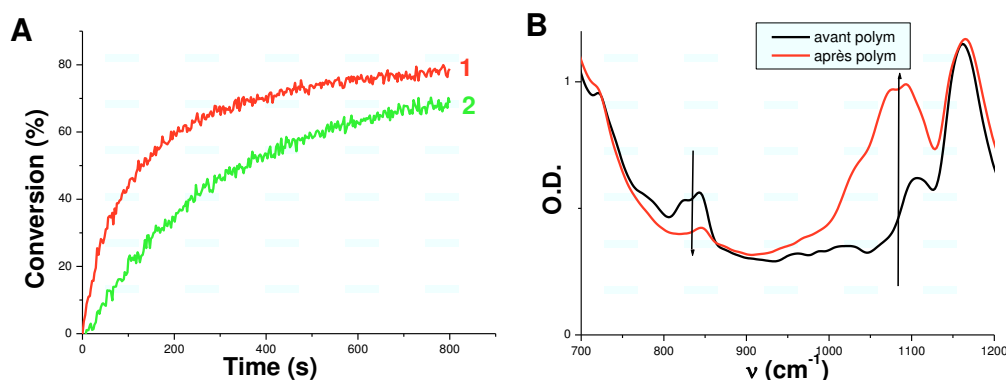 A
Conversion (%)
80
60
40
20
0
0
200
400
600
800
Time (s)
1
2
B
avant polym
après polym
O.D.
1
0
700
800
900
1000
1100
1200
ν (cm-1)